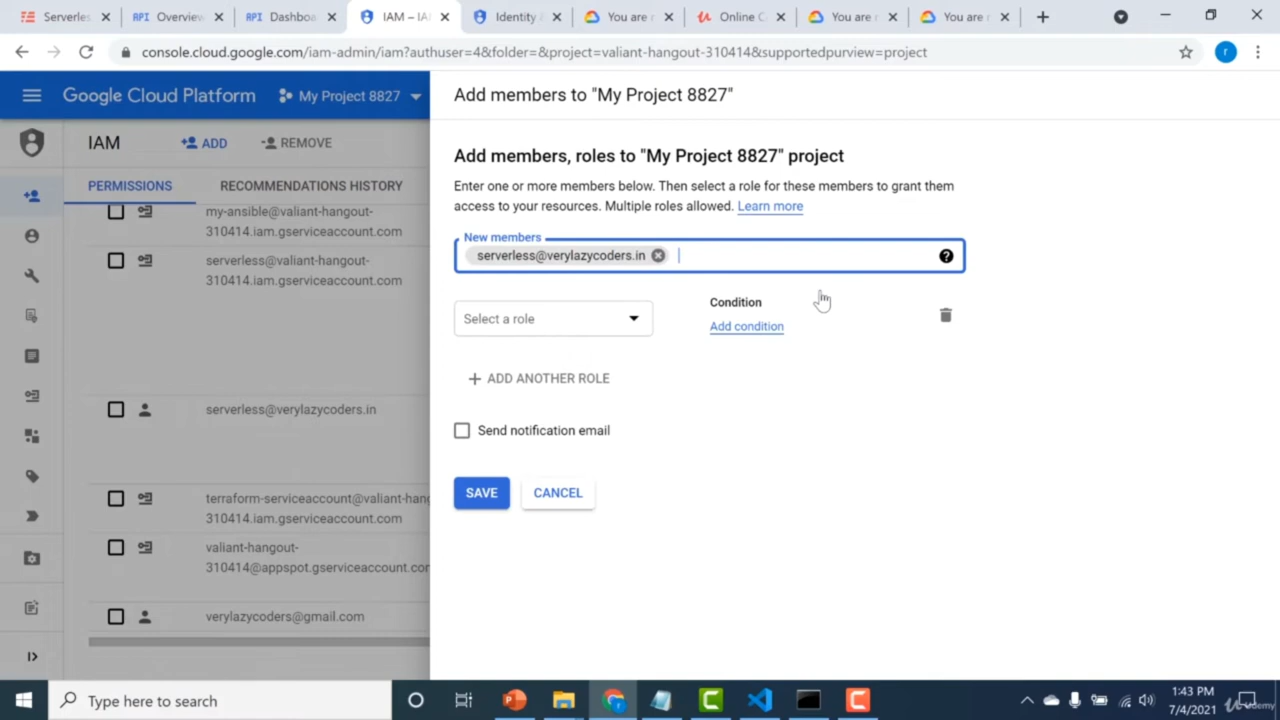 Serverles
API Overview
API Dashboa
IAM – IA
Identity &
You are r
Online C
You are r
You are r
console.cloud.google.com/iam-admin/iam?authuser=4&folder=&project=valiant-hangout-310414&supportedpurview=project
r
Google Cloud Platform
My Project 8827
Add members to "My Project 8827"
IAM
ADD
REMOVE
PERMISSIONS
RECOMMENDATIONS HISTORY
my-ansible@valiant-hangout-
310414.iam.gserviceaccount.com
serverless@valiant-hangout-
310414.iam.gserviceaccount.com
serverless@verylazycoders.in
terraform-serviceaccount@valiant-hang
310414.iam.gserviceaccount.com
valiant-hangout-
310414@appspot.gserviceaccount.con
verylazycoders@gmail.com
Add members, roles to "My Project 8827" project
Enter one or more members below. Then select a role for these members to grant them
access to your resources. Multiple roles allowed. Learn more
New members
serverless@verylazycoders.in
Select a role
Condition
Add condition
ADD ANOTHER ROLE
Send notification email
SAVE
CANCEL
Type here to search
1:43 PM
7/4/2021
Udemy